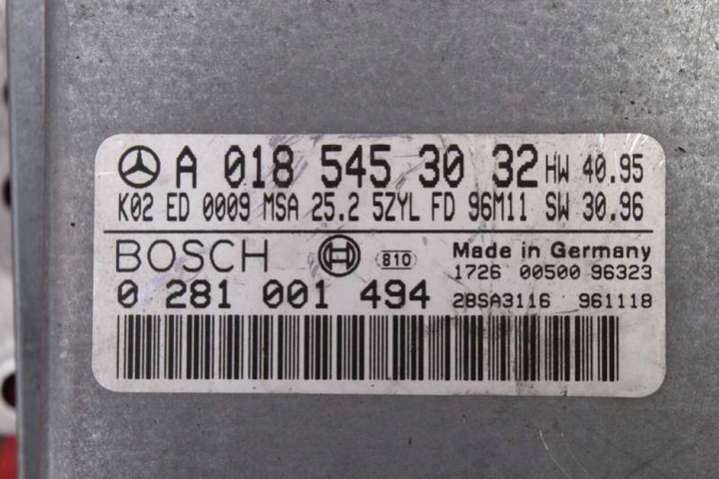 A 018 545 30 32 HW 40.95
K02 ED 0009 MSA 25.2 5ZYL FD 96M11 SW 30.96
BOSCH 810 Made in Germany
1726 00500 96323
0 281 001 494 28SA3116 961118